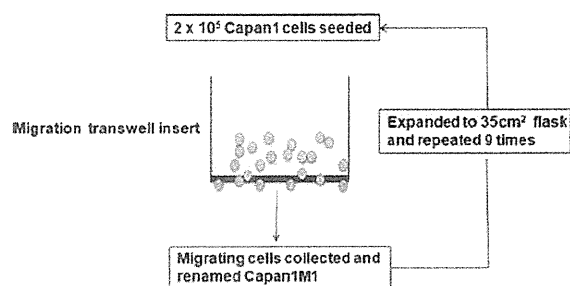 2 x 10⁵ Capan1 cells seeded
Migration transwell insert
Expanded to 35cm² flask
and repeated 9 times
Migrating cells collected and
renamed Capan1M1